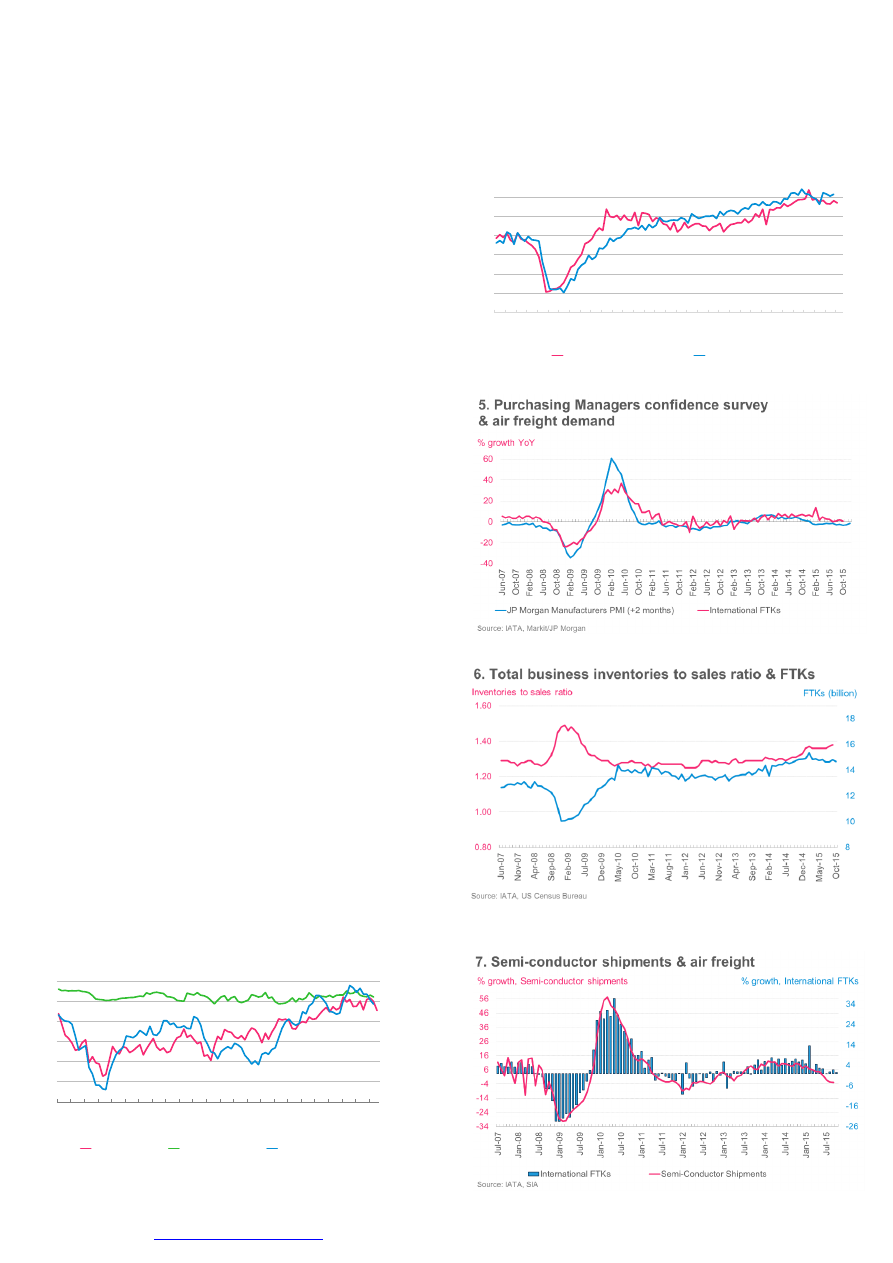 5. Purchasing Managers confidence survey
& air freight demand
% growth YoY
60
40
20
0
-20
-40
Jun-07 Oct-07 Feb-08 Jun-08 Oct-08 Feb-09 Jun-09 Oct-09 Feb-10 Jun-10 Oct-10 Feb-11 Jun-11 Oct-11 Feb-12 Jun-12 Oct-12 Feb-13 Jun-13 Oct-13 Feb-14 Jun-14 Oct-14 Feb-15 Jun-15 Oct-15
JP Morgan Manufacturers PMI (+2 months) International FTKs
Source: IATA, Markit/JP Morgan
6. Total business inventories to sales ratio & FTKs
Inventories to sales ratio FTKs (billion)
1.60
18
16
1.40
14
1.20
12
1.00
10
0.80 8
Jun-07 Nov-07 Apr-08 Sep-08 Feb-09 Jul-09 Dec-09 May-10 Oct-10 Mar-11 Aug-11 Jan-12 Jun-12 Nov-12 Apr-13 Sep-13 Feb-14 Jul-14 Dec-14 May-15 Oct-15
Source: IATA, US Census Bureau
7. Semi-conductor shipments & air freight
% growth, Semi-conductor shipments % growth, International FTKs
56
34
46
24
36
26
14
16
4
6
-4
-6
-14
-16
-24
-34 -26
Jul-07 Jan-08 Jul-08 Jan-09 Jul-09 Jan-10 Jul-10 Jan-11 Jul-11 Jan-12 Jul-12 Jan-13 Jul-13 Jan-14 Jul-14 Jan-15 Jul-15
International FTKs Semi-Conductor Shipments
Source: IATA, SIA